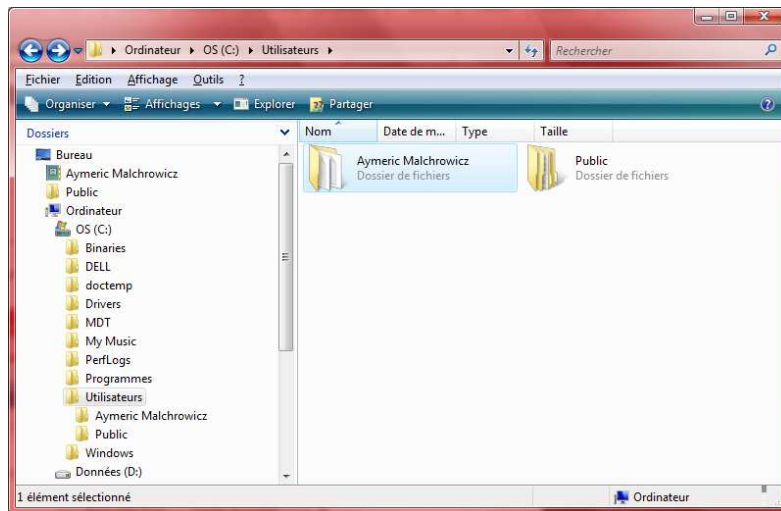 Ordinateur ▸ OS (C:) ▸ Utilisateurs ▸ Rechercher
Fichier Edition Affichage Outils ?
Organiser Affichages Explorer Partager
Dossiers
Bureau
Aymeric Malchrowicz
Public
Ordinateur
OS (C:)
Binaries
DELL
doctemp
Drivers
MDT
My Music
PerfLogs
Programmes
Utilisateurs
Aymeric Malchrowicz
Public
Windows
Données (D:)
Nom Date de m... Type Taille
Aymeric Malchrowicz
Dossier de fichiers
Public
Dossier de fichiers
1 élément sélectionné Ordinateur